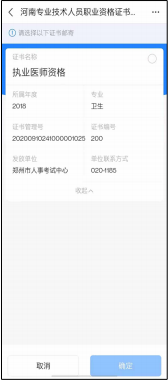 河南专业技术人员职业资格证书...
请选择以下证书邮寄
证书名称
执业医师资格
所属年度
专业
2018
卫生
证书管理号
证书编号
20200910241000001025
200
发放单位
单位联系方式
郑州市人事考试中心
020-1185
收起
取消
确定